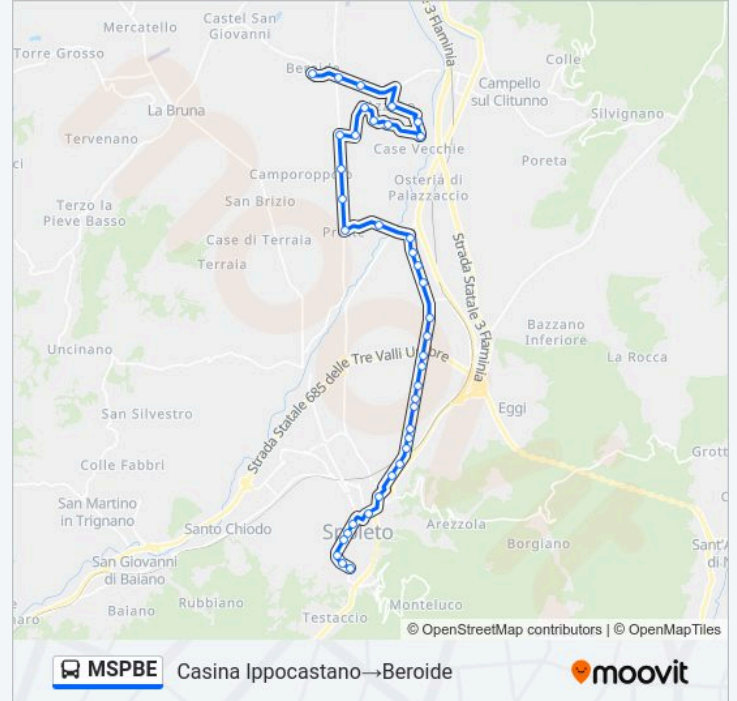 Castel San
Giovanni
Mercatello
Torre Grosso
Colle
3 Flaminia
Campello
sul Clitunno
La Bruna
Silvignano
Tervenano
Case Vecchie
Poreta
Osteria di
Palazzaccio
San Brizio
Terzo la
Pieve Basso
Case di Terraia
Terraia
Strada Statale 3 Flaminia
Bazzano
Inferiore
Uncinano
La Rocca
Strada Statale 685 delle Tre Valli Umbre
San Silvestro
Eggi
Colle Fabbri
San Martino
in Trignano
Santo Chiodo
Spoleto
Arezzola
Borgiano
San Giovanni
di Baiano
Rubbiano
Baiano
Monteluco
Testaccio
© OpenStreetMap contributors | © OpenMapTiles
MSPBE Casina Ippocastano→Beroide
moovit